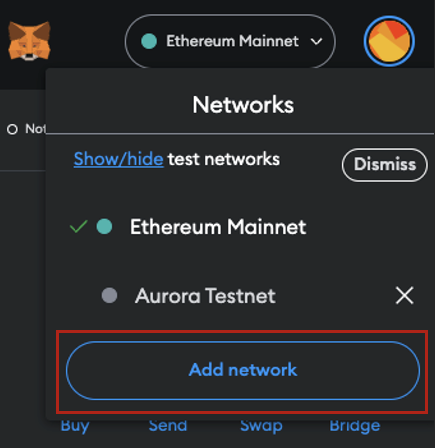 Ethereum Mainnet
Networks
Not
Show/hide test networks
Dismiss
Ethereum Mainnet
Aurora Testnet
Add network
Buy Send Swap Bridge